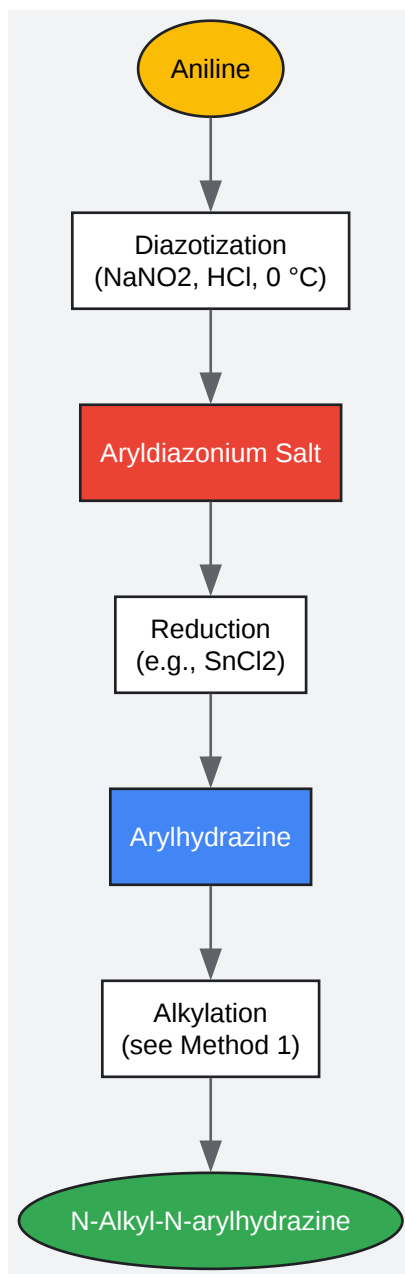 Aniline
Diazotization
(NaNO2, HCl, 0 °C)
Aryldiazonium Salt
Reduction
(e.g., SnCl2)
Arylhydrazine
Alkylation
(see Method 1)
N-Alkyl-N-arylhydrazine